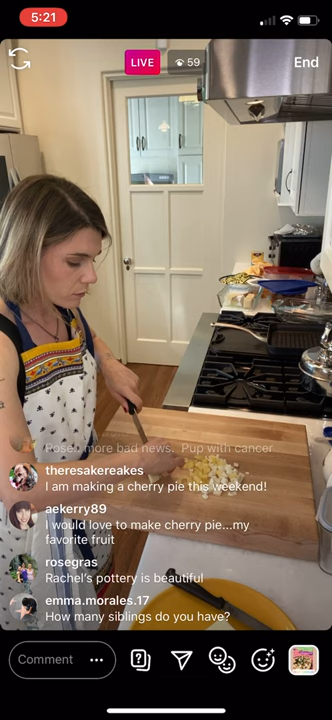 5:21
LIVE
59
End
Rosen more bad news. Pup with cancer
theresakereakes
I am making a cherry pie this weekend!
aekerry89
I would love to make cherry pie...my
favorite fruit
rosegras
Rachel's pottery is beautiful
emma.morales.17
How many siblings do you have?
Comment